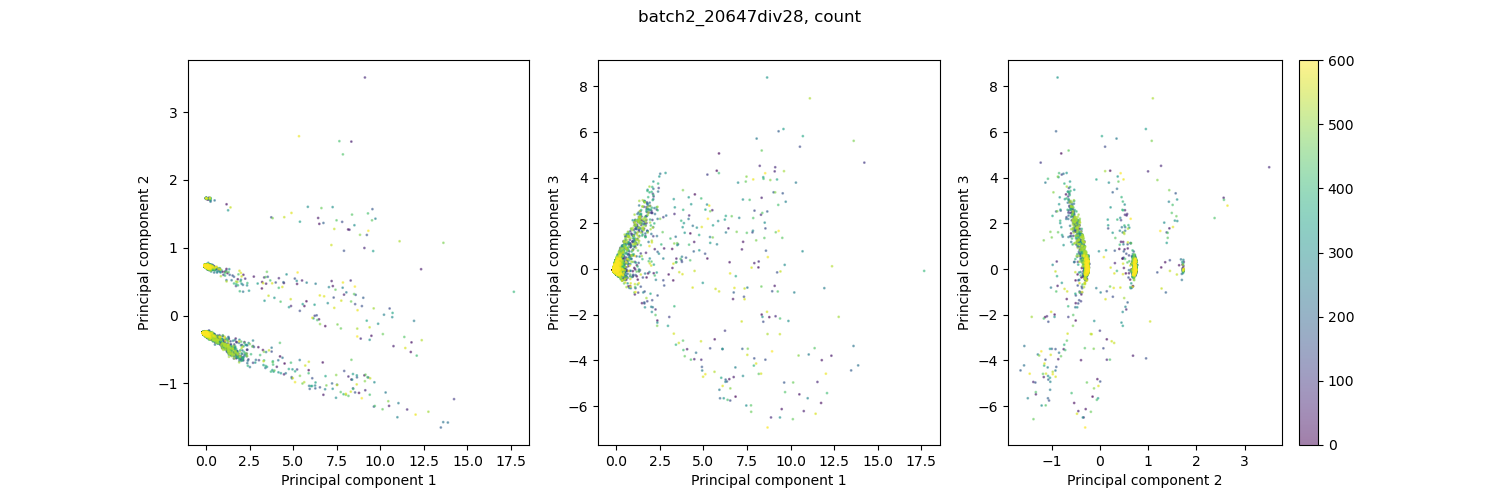 batch2_20647div28, count
Principal component 2
3
2
1
0
−1
0.0 2.5 5.0 7.5 10.0 12.5 15.0 17.5
Principal component 1
Principal component 3
8
6
4
2
0
−2
−4
−6
0.0 2.5 5.0 7.5 10.0 12.5 15.0 17.5
Principal component 1
Principal component 3
8
6
4
2
0
−2
−4
−6
−1 0 1 2 3
Principal component 2
600
500
400
300
200
100
0